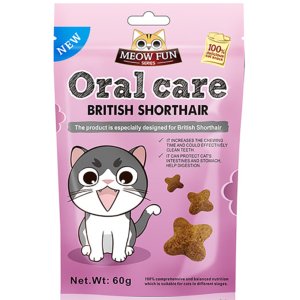 MEOW FUN
SERIES
100%
NEW
Oral care
BRITISH SHORTHAIR
The product is especially designed for British Shorthair
✓ IT INCREASES THE CHEWING
TIME AND COULD EFFECTIVELY
CLEAN TEETH.
✓ IT CAN PROTECT CAT'S
INTESTINES AND STOMACH,
HELP DIGESTION.
Net.Wt: 60g
100% comprehensive and balanced nutrition
which is suitable for cats in different stages.